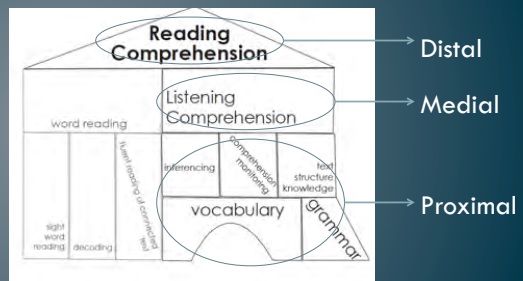 Reading
Comprehension
Distal
Listening
Comprehension
Medial
word reading
inferencing
comprehension
monitoring
text
structure
knowledge
fluent reading of connected
text
vocabulary
grammar
Proximal
sight
word
reading
decoding